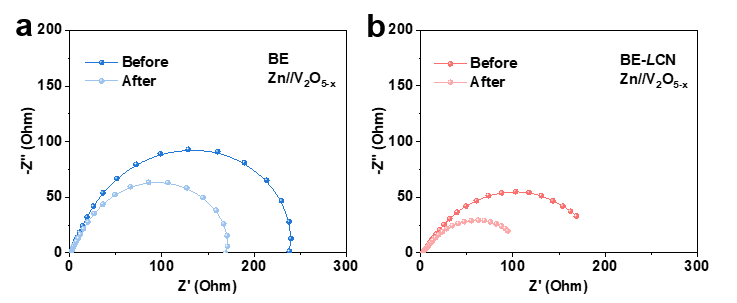 a
200
150
100
50
0
-Z'' (Ohm)
Before
After
BE
Zn//V2O5-x
0 100 200 300
Z' (Ohm)
b
200
150
100
50
0
-Z'' (Ohm)
Before
After
BE-LCN
Zn//V2O5-x
0 100 200 300
Z' (Ohm)